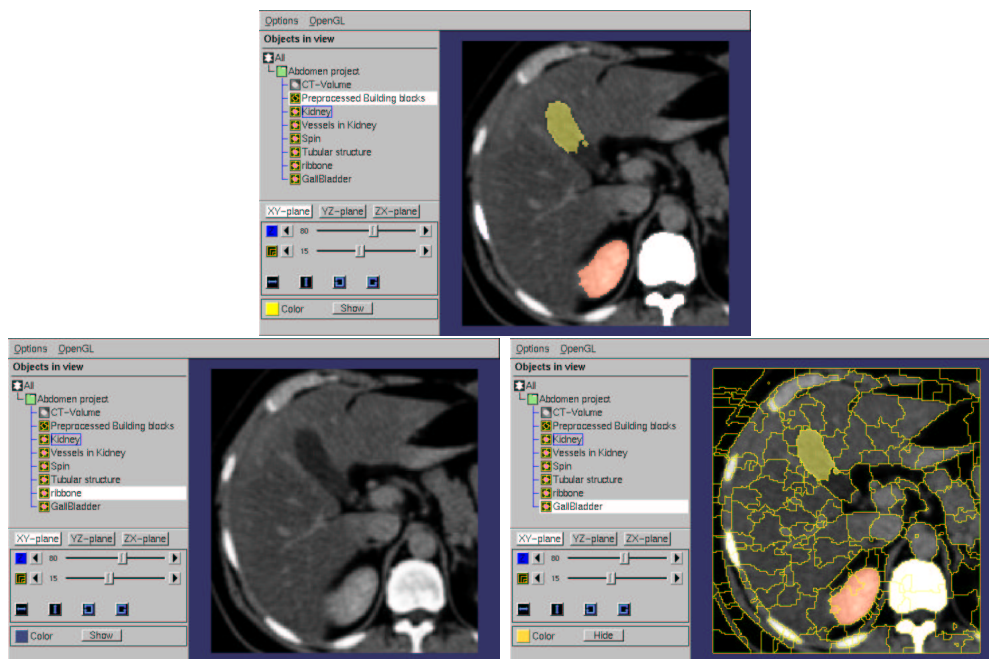 Options OpenGL
Objects in view
All
Abdomen project
CT-Volume
Preprocessed Building blocks
Kidney
Vessels in Kidney
Spin
Tubular structure
ribbone
GallBladder
XY-plane YZ-plane ZX-plane
80
15
Color Show
Options OpenGL
Objects in view
All
Abdomen project
CT-Volume
Preprocessed Building blocks
Kidney
Vessels in Kidney
Spin
Tubular structure
ribbone
GallBladder
XY-plane YZ-plane ZX-plane
80
15
Color Show
Options OpenGL
Objects in view
All
Abdomen project
CT-Volume
Preprocessed Building blocks
Kidney
Vessels in Kidney
Spin
Tubular structure
ribbone
GallBladder
XY-plane YZ-plane ZX-plane
80
15
Color Hide